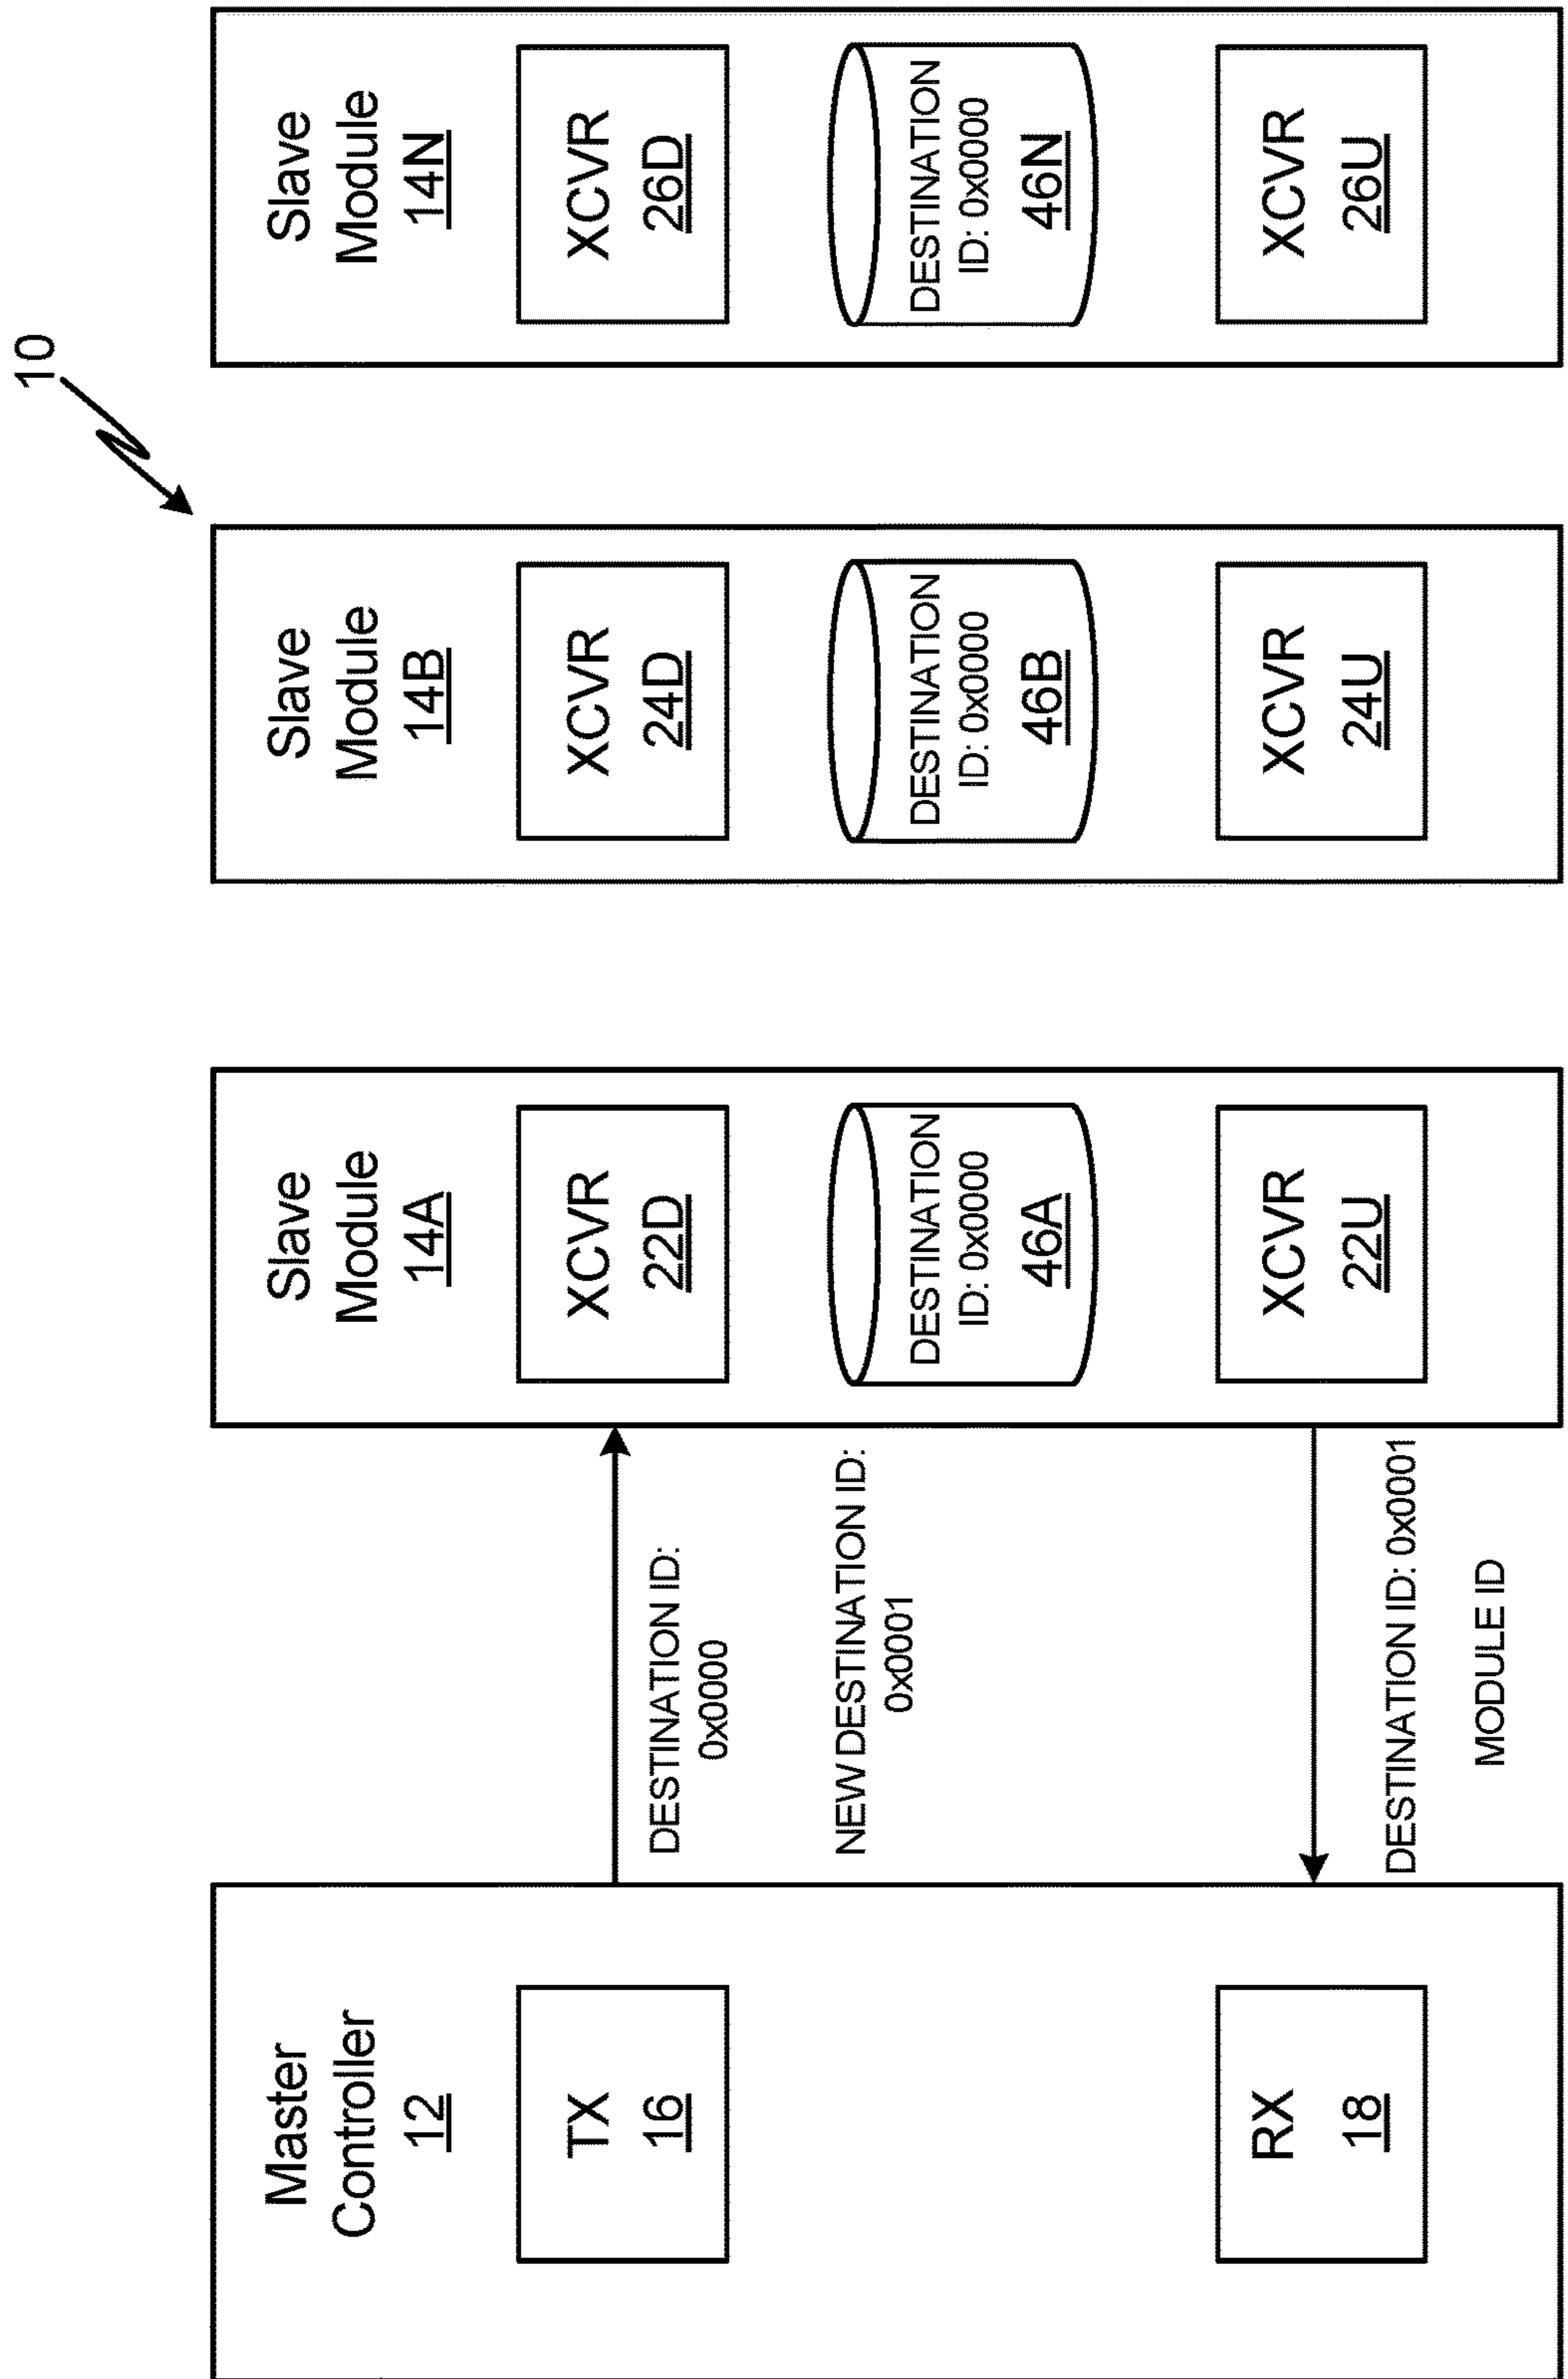 10
Master
Controller
12
TX
16
RX
18
DESTINATION ID:
0x0000
NEW DESTINATION ID:
0x0001
DESTINATION ID: 0x0001
MODULE ID
Slave
Module
14A
XCVR
22D
DESTINATION
ID: 0x0000
46A
XCVR
22U
Slave
Module
14B
XCVR
24D
DESTINATION
ID: 0x0000
46B
XCVR
24U
Slave
Module
14N
XCVR
26D
DESTINATION
ID: 0x0000
46N
XCVR
26U